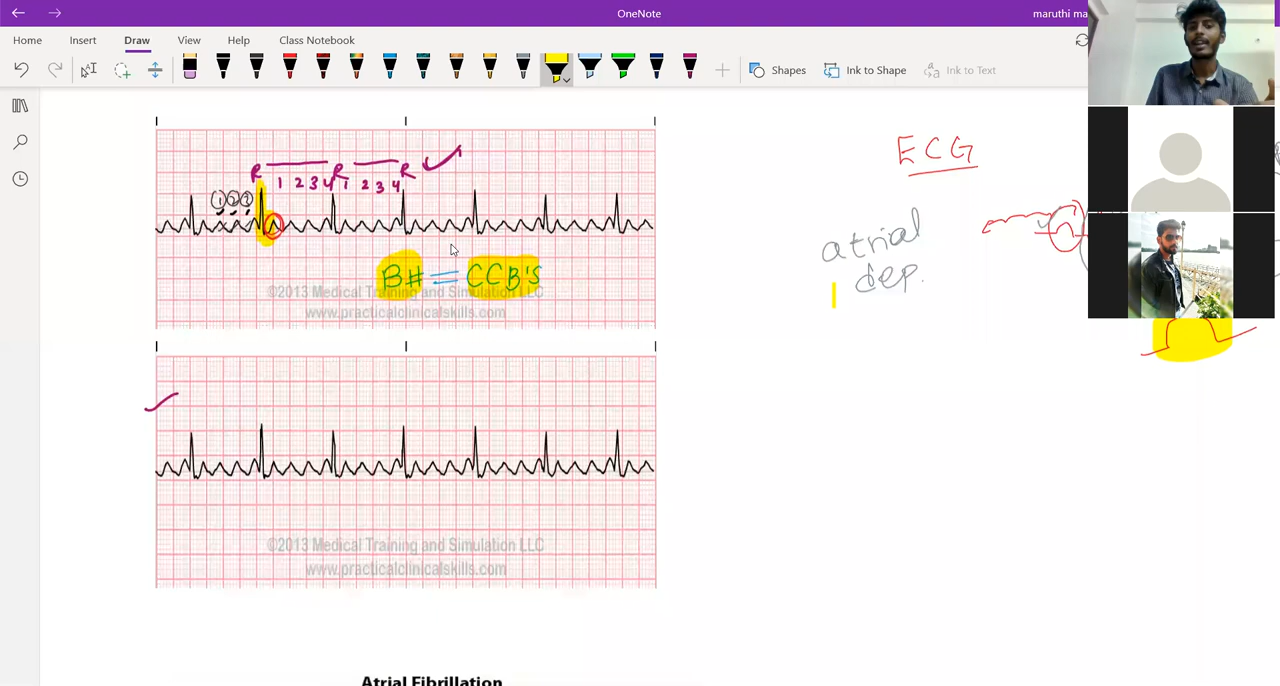 OneNote
maruthi ma
Home Insert Draw View Help Class Notebook
Shapes Ink to Shape Ink to Text
R R R
1 2 3 4 1 2 3 4
ECG
atrial
dep.
B# = CCB'S
©2013 Medical Training and Simulation LLC
www.practicalclinicalskills.com
©2013 Medical Training and Simulation LLC
www.practicalclinicalskills.com
Atrial Fibrillation